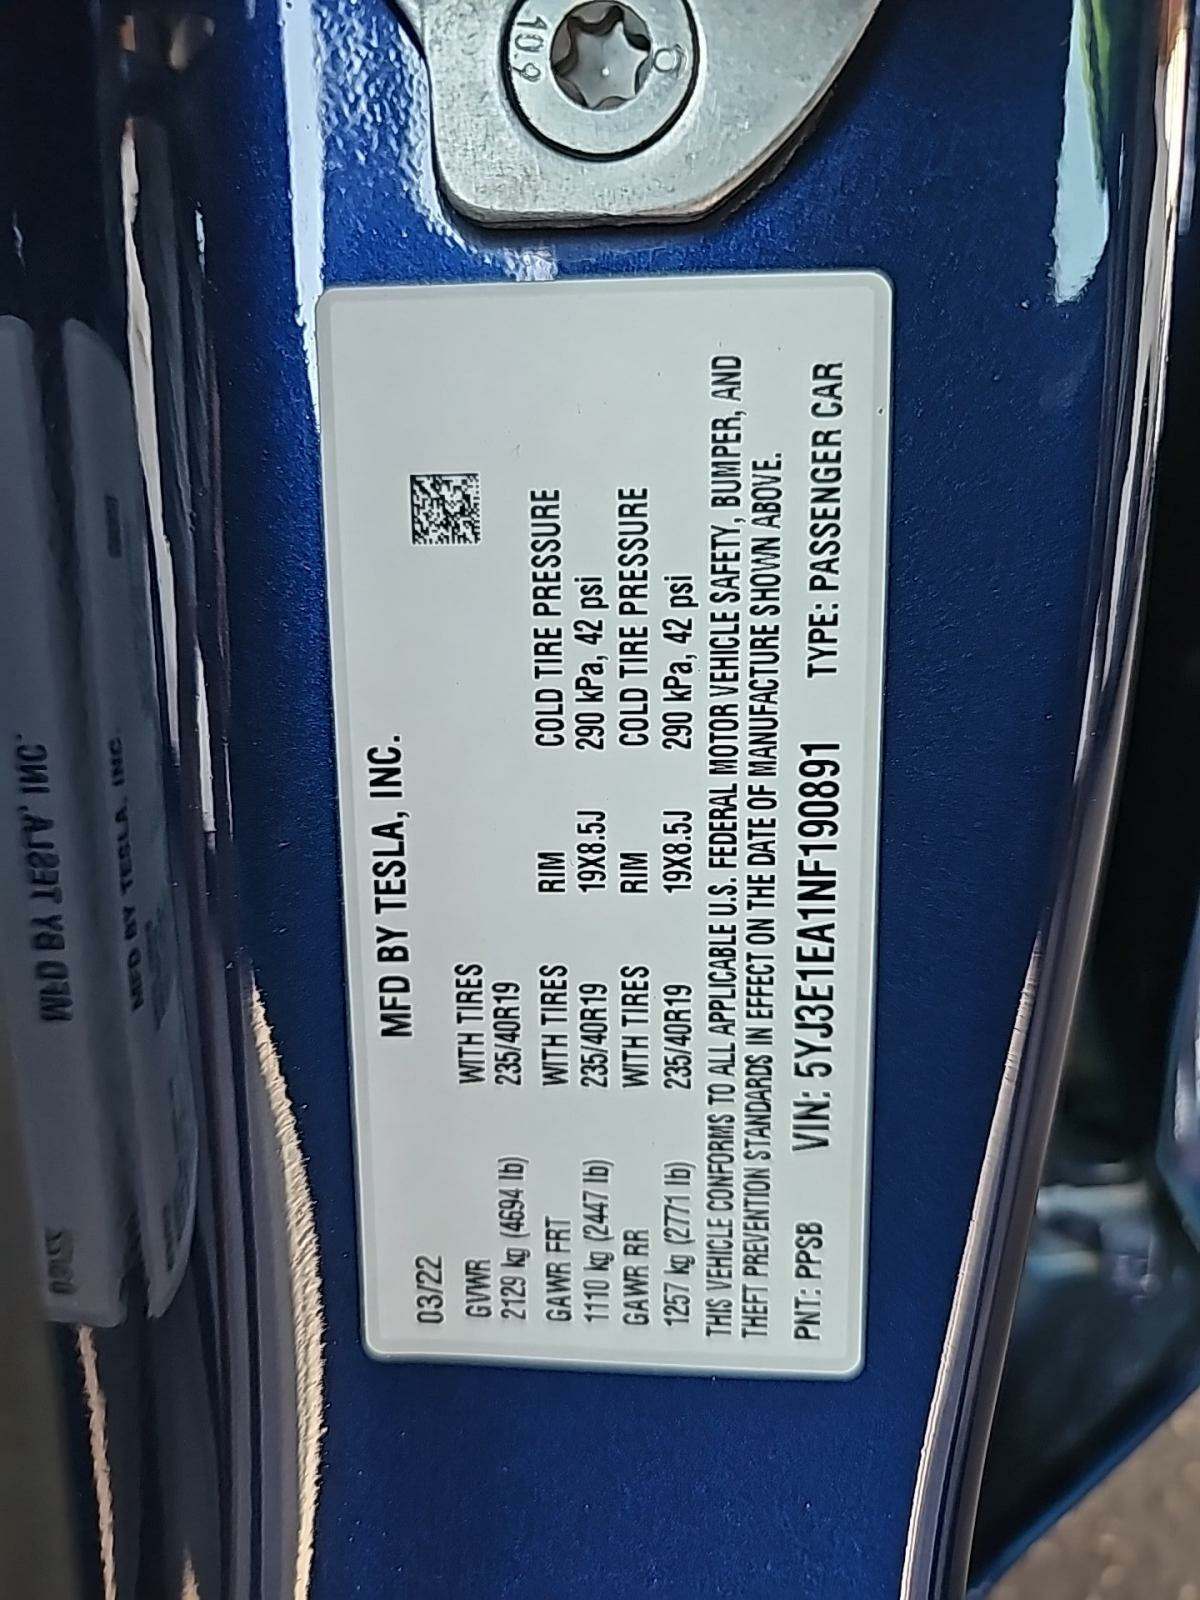 MFD BY TESLA, INC.
03/22
GVWR WITH TIRES
2129 kg (4694 lb) 235/40R19
GAWR FRT WITH TIRES RIM COLD TIRE PRESSURE
1110 kg (2447 lb) 235/40R19 19X8.5J 290 kPa, 42 psi
GAWR RR WITH TIRES RIM COLD TIRE PRESSURE
1257 kg (2771 lb) 235/40R19 19X8.5J 290 kPa, 42 psi
THIS VEHICLE CONFORMS TO ALL APPLICABLE U.S. FEDERAL MOTOR VEHICLE SAFETY, BUMPER, AND
THEFT PREVENTION STANDARDS IN EFFECT ON THE DATE OF MANUFACTURE SHOWN ABOVE.
PNT: PPSB VIN: 5YJ3E1EA1NF190891 TYPE: PASSENGER CAR
10.9
MFD BY TESLA, INC.
MFD BY TESLA, INC.